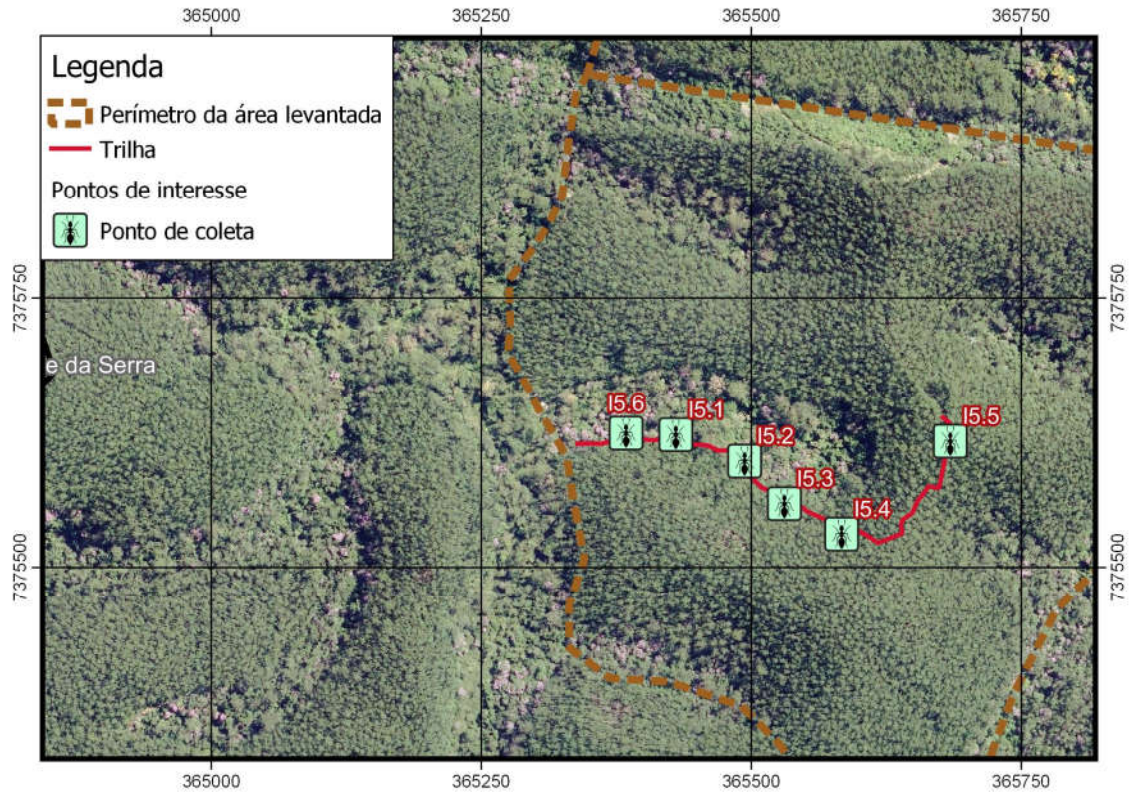 365000 365250 365500 365750
Legenda
Perímetro da área levantada
Trilha
Pontos de interesse
Ponto de coleta
7375750 7375750
e da Serra
I5.6 I5.1 I5.5
I5.2
I5.3
I5.4
7375500 7375500
365000 365250 365500 365750